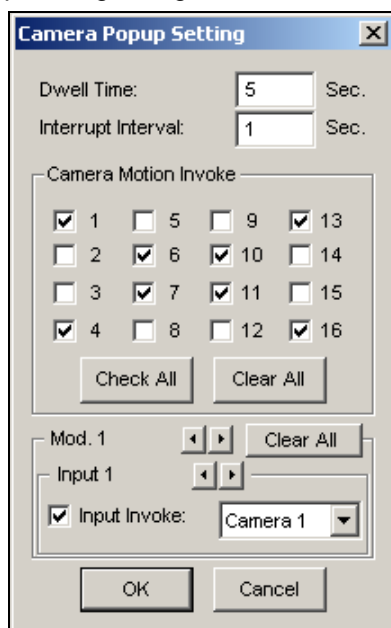 Camera Popup Setting
Dwell Time: 5 Sec.
Interrupt Interval: 1 Sec.
Camera Motion Invoke
1 5 9 13
2 6 10 14
3 7 11 15
4 8 12 16
Check All Clear All
Mod. 1 Clear All
Input 1
Input Invoke: Camera 1
OK Cancel